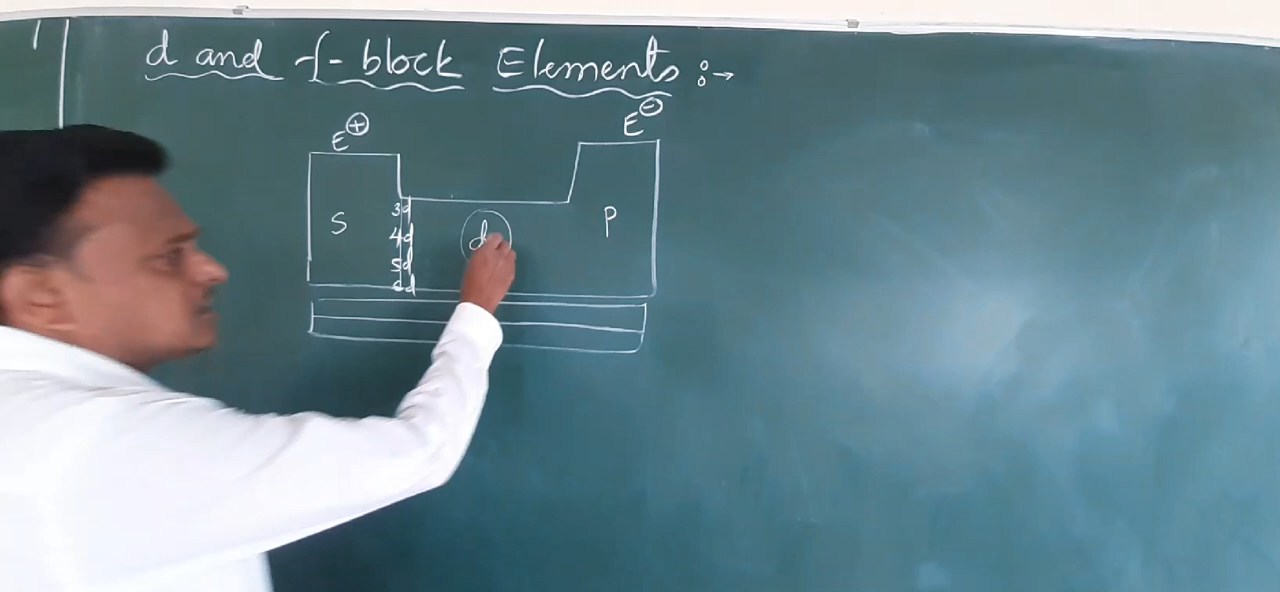 d and f-block Elements :→
E⊕ E⊖
S 3d d P
4d
5d
6d